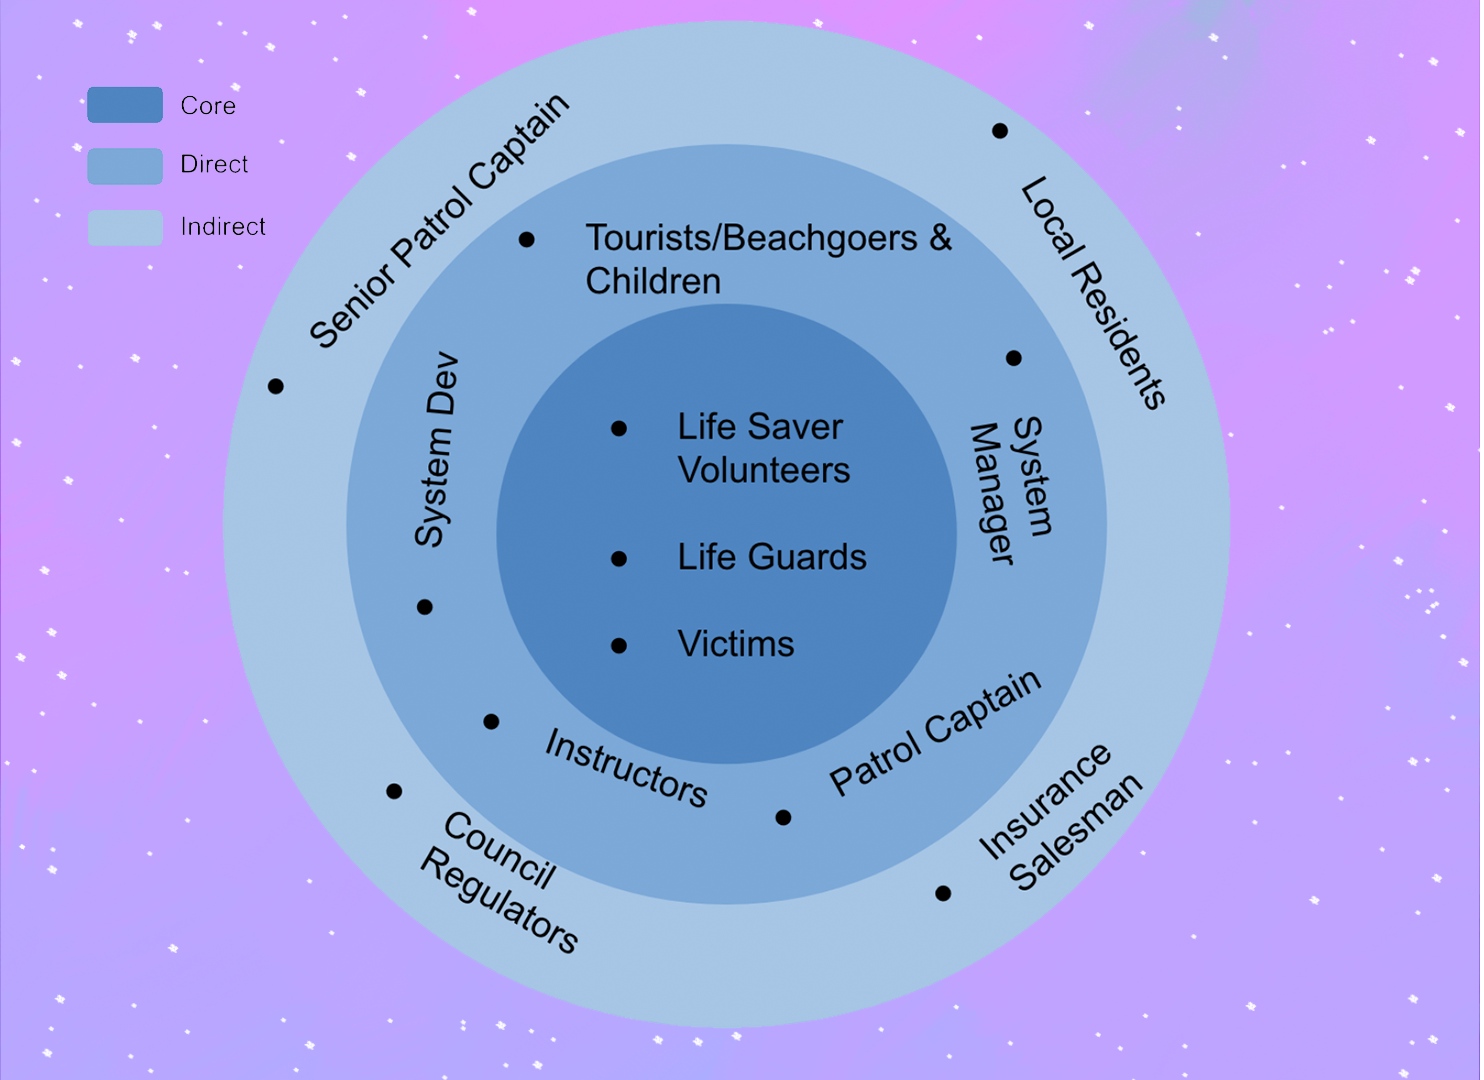 Core
Direct
Indirect
Senior Patrol Captain
Local Residents
Tourists/Beachgoers &
Children
System Dev
System
Manager
Life Saver
Volunteers
Life Guards
Victims
Instructors
Patrol Captain
Council
Regulators
Insurance
Salesman